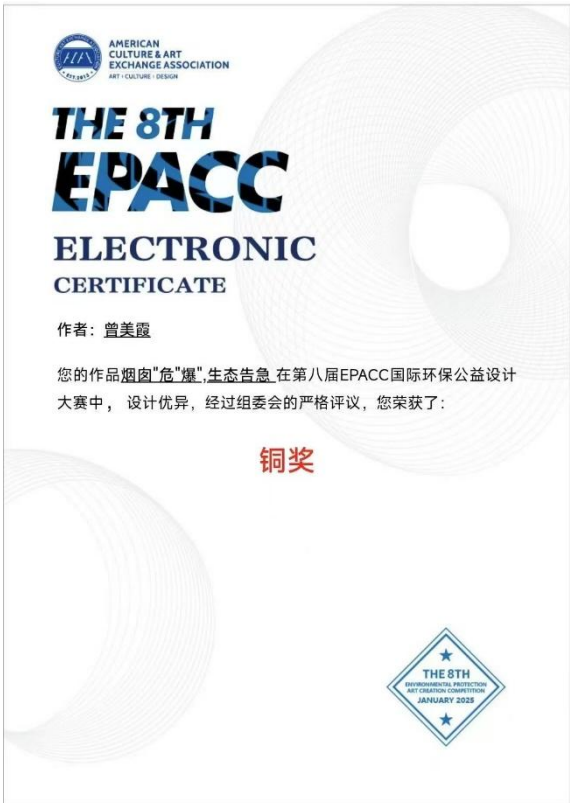 AMERICAN
CULTURE & ART
EXCHANGE ASSOCIATION
ART · CULTURE · DESIGN
THE 8TH
EPACC
ELECTRONIC
CERTIFICATE
作者：曾美霞
您的作品烟囱"危"爆",生态告急 在第八届EPACC国际环保公益设计
大赛中， 设计优异，经过组委会的严格评议，您荣获了：
铜奖
THE 8TH
ENVIRONMENTAL PROTECTION
ART CREATION COMPETITION
JANUARY 2025